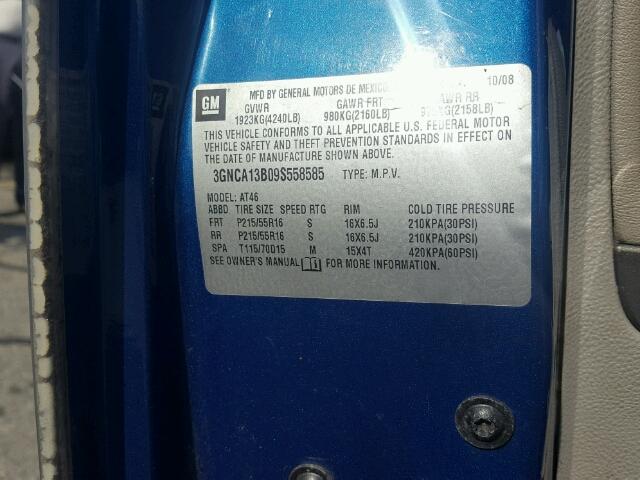 GM
MFD BY GENERAL MOTORS DE MEXICO 10/08
GVWR GAWR FRT GAWR RR
1923KG(4240LB) 980KG(2160LB) (2158LB)
THIS VEHICLE CONFORMS TO ALL APPLICABLE U.S. FEDERAL MOTOR
VEHICLE SAFETY AND THEFT PREVENTION STANDARDS IN EFFECT ON
THE DATE OF MANUFACTURE SHOWN ABOVE.
3GNCA13B09S558585 TYPE: M.P.V.
MODEL: AT46
ABBD TIRE SIZE SPEED RTG RIM COLD TIRE PRESSURE
FRT P215/55R16 S 16X6.5J 210KPA(30PSI)
RR P215/55R16 S 16X6.5J 210KPA(30PSI)
SPA T115/70D15 M 15X4T 420KPA(60PSI)
SEE OWNER'S MANUAL FOR MORE INFORMATION.